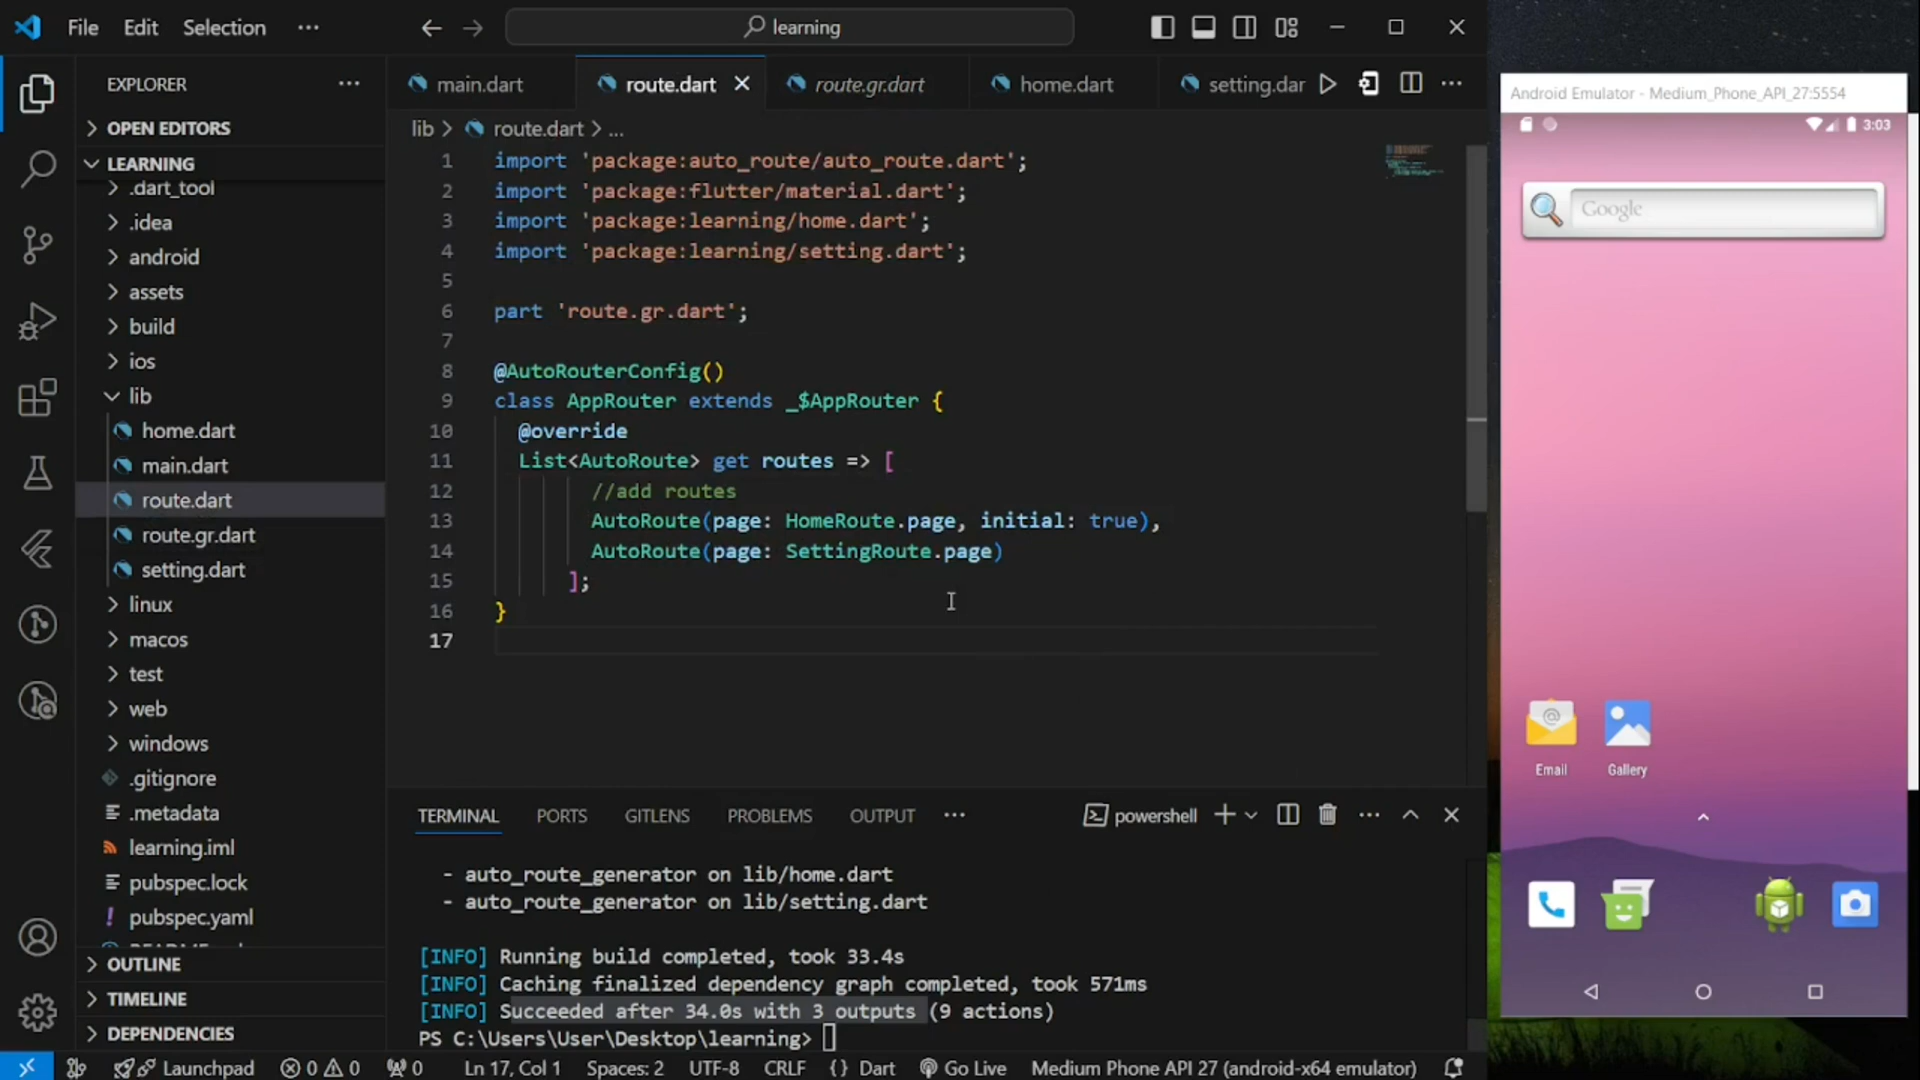 File Edit Selection ··· learning
EXPLORER ···
OPEN EDITORS
LEARNING
.dart_tool
.idea
android
assets
build
ios
lib
home.dart
main.dart
route.dart
route.gr.dart
setting.dart
linux
macos
test
web
windows
.gitignore
.metadata
learning.iml
pubspec.lock
pubspec.yaml
OUTLINE
TIMELINE
DEPENDENCIES
main.dart route.dart route.gr.dart home.dart setting.dar
lib > route.dart > ...
1 import 'package:auto_route/auto_route.dart';
2 import 'package:flutter/material.dart';
3 import 'package:learning/home.dart';
4 import 'package:learning/setting.dart';
5
6 part 'route.gr.dart';
7
8 @AutoRouterConfig()
9 class AppRouter extends _$AppRouter {
10 @override
11 List<AutoRoute> get routes => [
12 //add routes
13 AutoRoute(page: HomeRoute.page, initial: true),
14 AutoRoute(page: SettingRoute.page)
15 ];
16 }
17
TERMINAL PORTS GITLENS PROBLEMS OUTPUT ··· powershell
- auto_route_generator on lib/home.dart
- auto_route_generator on lib/setting.dart
[INFO] Running build completed, took 33.4s
[INFO] Caching finalized dependency graph completed, took 571ms
[INFO] Succeeded after 34.0s with 3 outputs (9 actions)
PS C:\Users\User\Desktop\learning>
Launchpad 0 0 0 Ln 17, Col 1 Spaces: 2 UTF-8 CRLF {} Dart Go Live Medium Phone API 27 (android-x64 emulator)
Android Emulator - Medium_Phone_API_27:5554
3:03
Google
Email Gallery